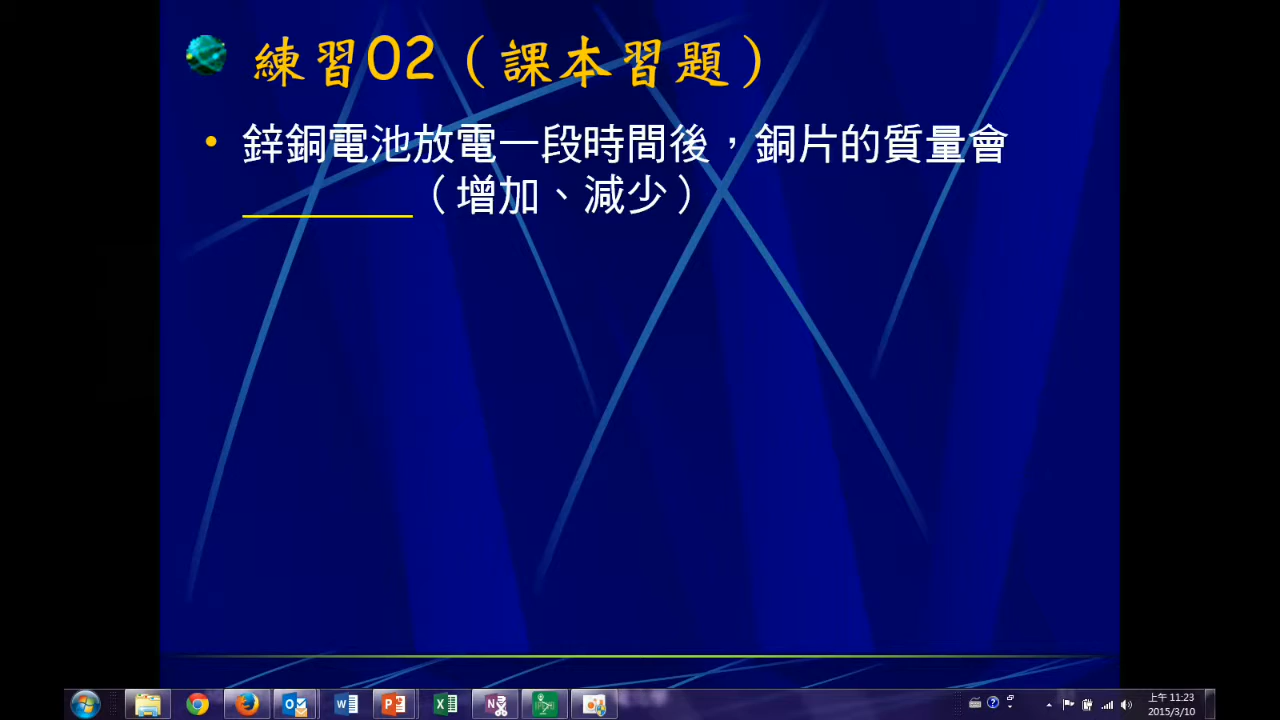 練習02（課本習題）
• 鋅銅電池放電一段時間後，銅片的質量會
________（增加、減少）
上午 11:23
2015/3/10